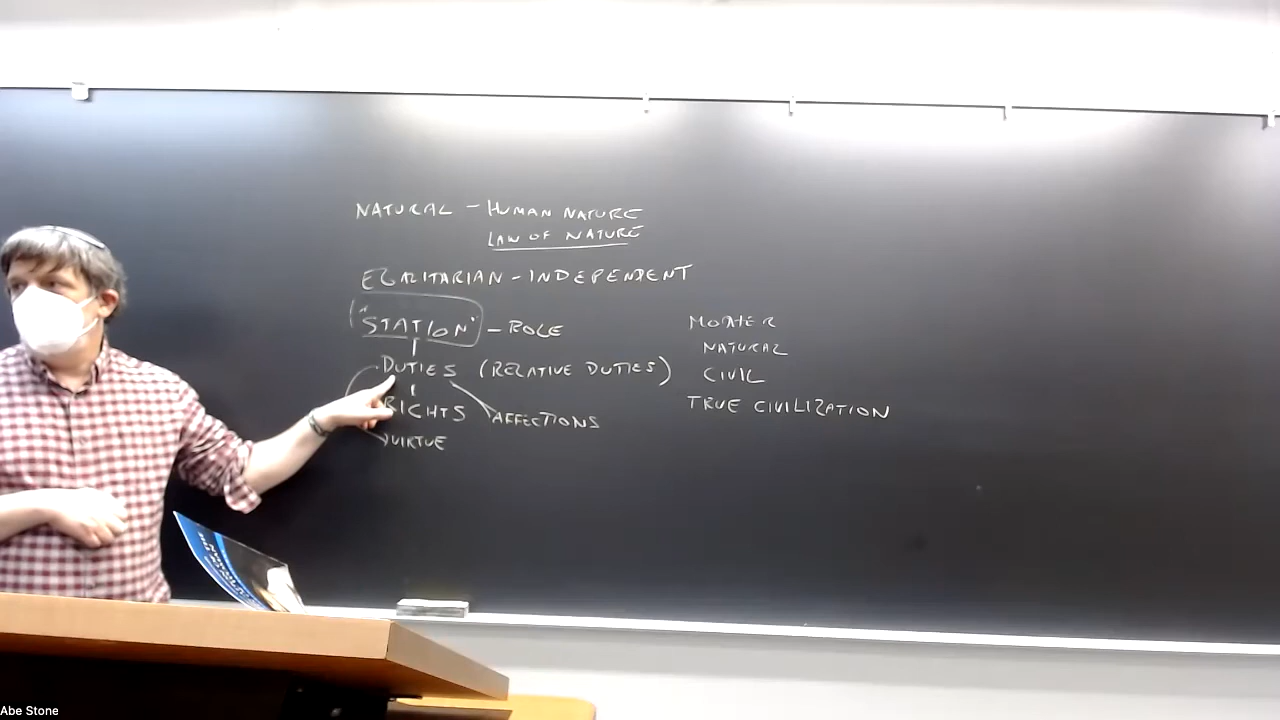 NATURAL – HUMAN NATURE
LAW OF NATURE
EGALITARIAN – INDEPENDENT
"STATION" – ROLE
DUTIES (RELATIVE DUTIES)
RIGHTS
AFFECTIONS
VIRTUE
MOTHER
NATURAL
CIVIL
TRUE CIVILIZATION
Abe Stone